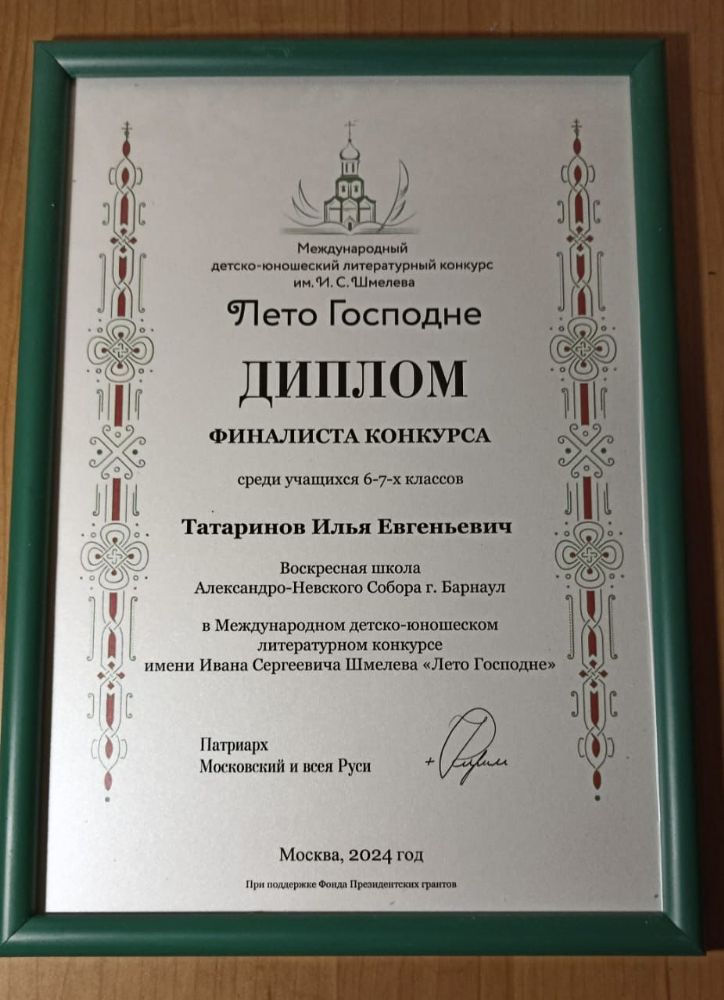 Международный
детско-юношеский литературный конкурс
им. И. С. Шмелева
Лето Господне
ДИПЛОМ
ФИНАЛИСТА КОНКУРСА
среди учащихся 6-7-х классов
Татаринов Илья Евгеньевич
Воскресная школа
Александро-Невского Собора г. Барнаул
в Международном детско-юношеском
литературном конкурсе
имени Ивана Сергеевича Шмелева «Лето Господне»
Патриарх
Московский и всея Руси
Москва, 2024 год
При поддержке Фонда Президентских грантов